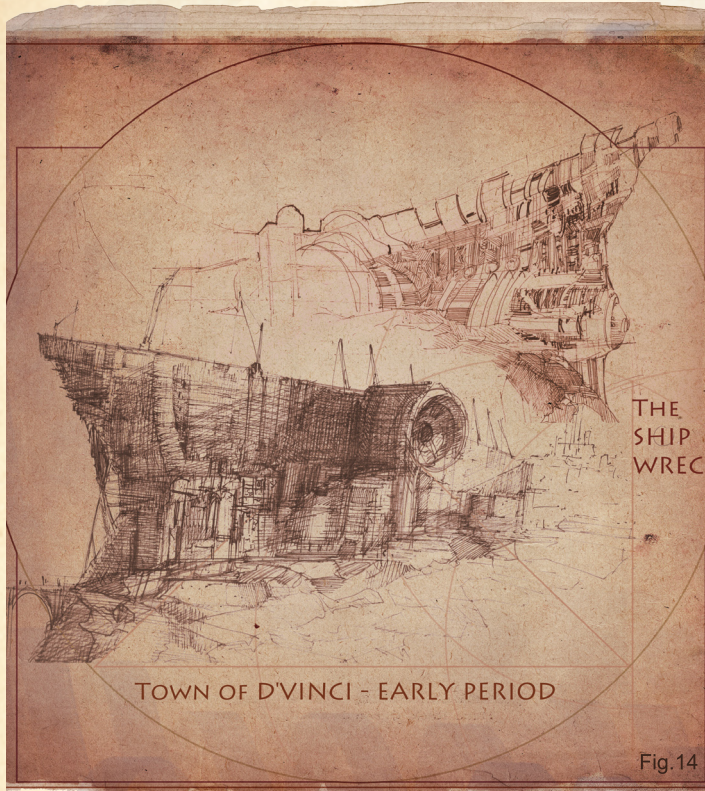 THE
SHIP
WREC
TOWN OF D'VINCI - EARLY PERIOD
Fig.14